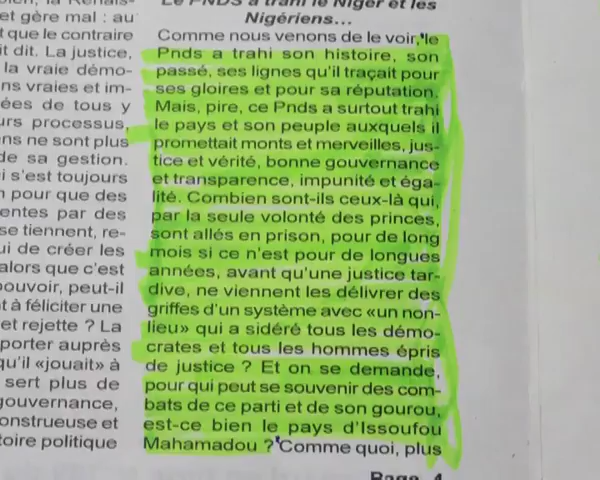 et gère mal : au
t que le contraire
it dit. La justice,
la vraie démo-
ns vraies et im-
ées de tous y
urs processus,
ns ne sont plus
de sa gestion.
i s'est toujours
n pour que des
entes par des
se tiennent, re-
ui de créer les
alors que c'est
pouvoir, peut-il
t à féliciter une
et rejette ? La
porter auprès
qu'il «jouait» à
sert plus de
gouvernance,
onstrueuse et
toire politique
Le PNDS a trahi le Niger et les
Nigériens...
Comme nous venons de le voir, le
Pnds a trahi son histoire, son
passé, ses lignes qu'il traçait pour
ses gloires et pour sa réputation.
Mais, pire, ce Pnds a surtout trahi
le pays et son peuple auxquels il
promettait monts et merveilles, jus-
tice et vérité, bonne gouvernance
et transparence, impunité et éga-
lité. Combien sont-ils ceux-là qui,
par la seule volonté des princes,
sont allés en prison, pour de long
mois si ce n'est pour de longues
années, avant qu'une justice tar-
dive, ne viennent les délivrer des
griffes d'un système avec «un non-
lieu» qui a sidéré tous les démo-
crates et tous les hommes épris
de justice ? Et on se demande,
pour qui peut se souvenir des com-
bats de ce parti et de son gourou,
est-ce bien le pays d'Issoufou
Mahamadou ? Comme quoi, plus
Page 4